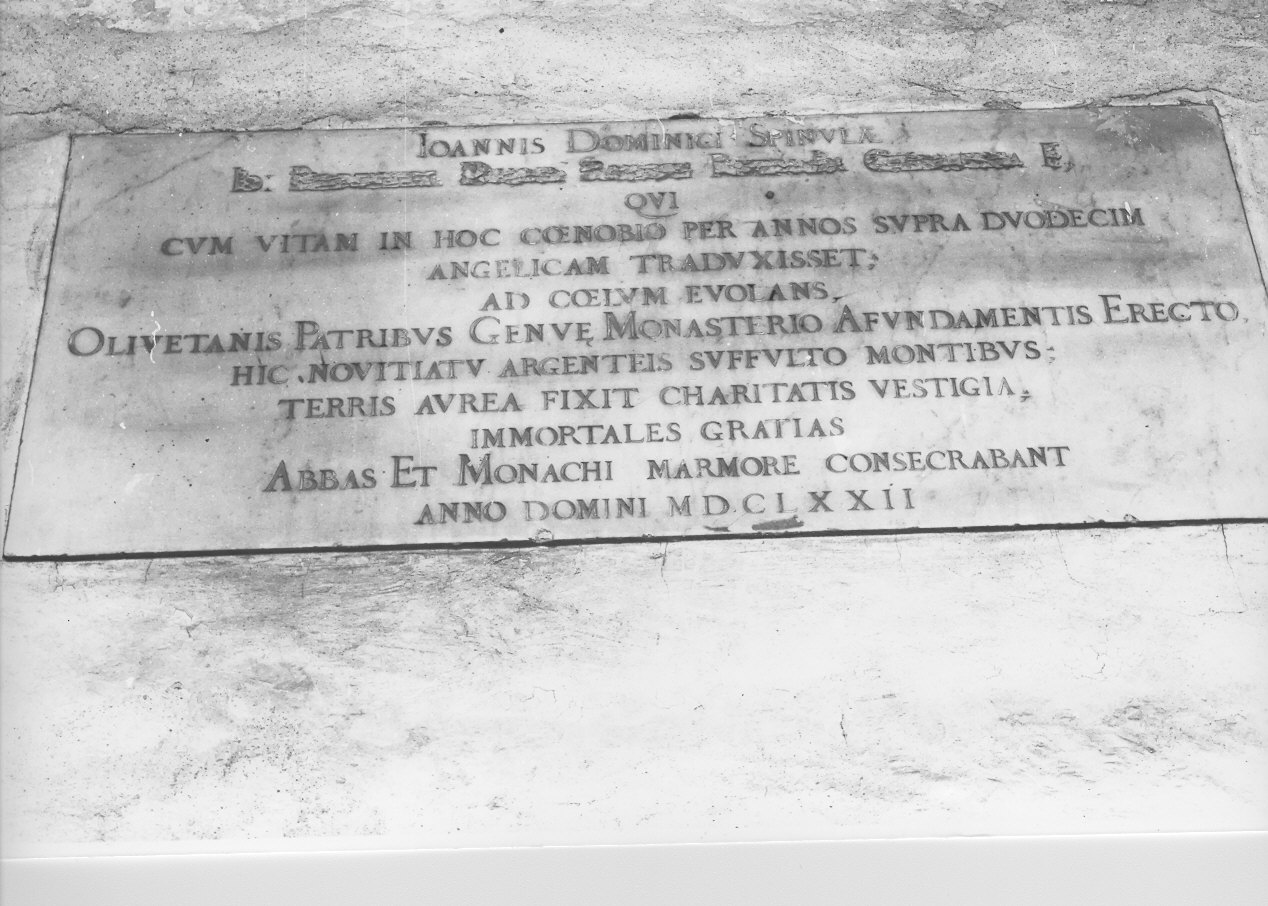 IOANNIS DOMINICI SPINVLÆ
QVI
CVM VITAM IN HOC CŒNOBIO PER ANNOS SVPRA DVODECIM
ANGELICAM TRADVXISSET;
AD CŒLVM EVOLANS,
OLIVETANIS PATRIBVS GENVĘ MONASTERIO AFVNDAMENTIS ERECTO,
HIC NOVITIATV ARGENTEIS SVFFVLTO MONTIBVS;
TERRIS AVREA FIXIT CHARITATIS VESTIGIA;
IMMORTALES GRATIAS
ABBAS ET MONACHI MARMORE CONSECRABANT
ANNO DOMINI MDCLXXII